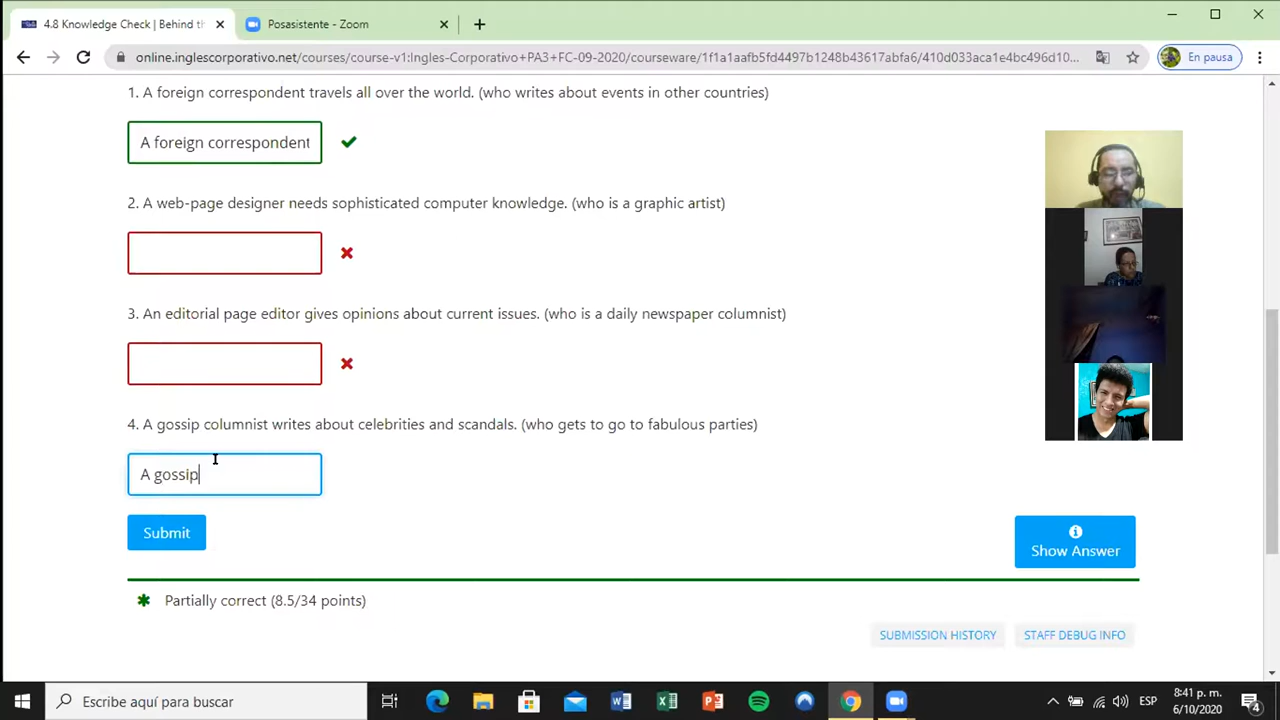 4.8 Knowledge Check | Behind th
Posasistente - Zoom
online.inglescorporativo.net/courses/course-v1:Ingles-Corporativo+PA3+FC-09-2020/courseware/1f1a1aafb5fd4497b1248b43617abfa6/410d033aca1e4bc496d10...
En pausa
1. A foreign correspondent travels all over the world. (who writes about events in other countries)
A foreign correspondent
2. A web-page designer needs sophisticated computer knowledge. (who is a graphic artist)
3. An editorial page editor gives opinions about current issues. (who is a daily newspaper columnist)
4. A gossip columnist writes about celebrities and scandals. (who gets to go to fabulous parties)
A gossip
Submit
Show Answer
Partially correct (8.5/34 points)
SUBMISSION HISTORY
STAFF DEBUG INFO
Escribe aquí para buscar
ESP
8:41 p. m.
6/10/2020
4